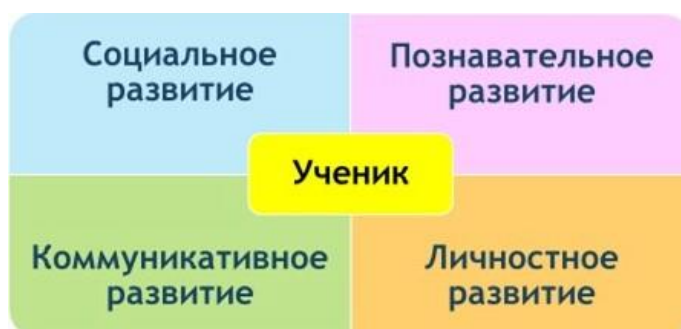 Социальное
развитие
Познавательное
развитие
Ученик
Коммуникативное
развитие
Личностное
развитие